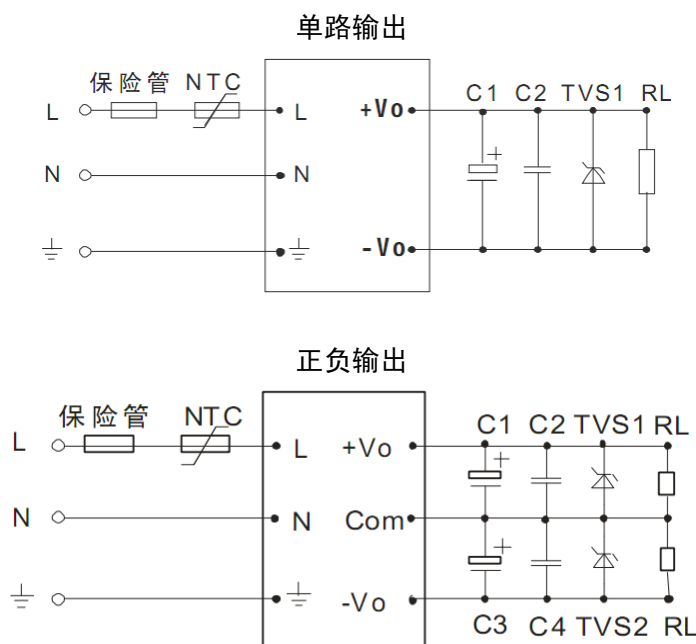 单路输出
保险管 NTC C1 C2 TVS1 RL
L L +Vo
N N
-Vo
正负输出
保险管 NTC C1 C2 TVS1 RL
L L +Vo
N N Com
-Vo
C3 C4 TVS2 RL